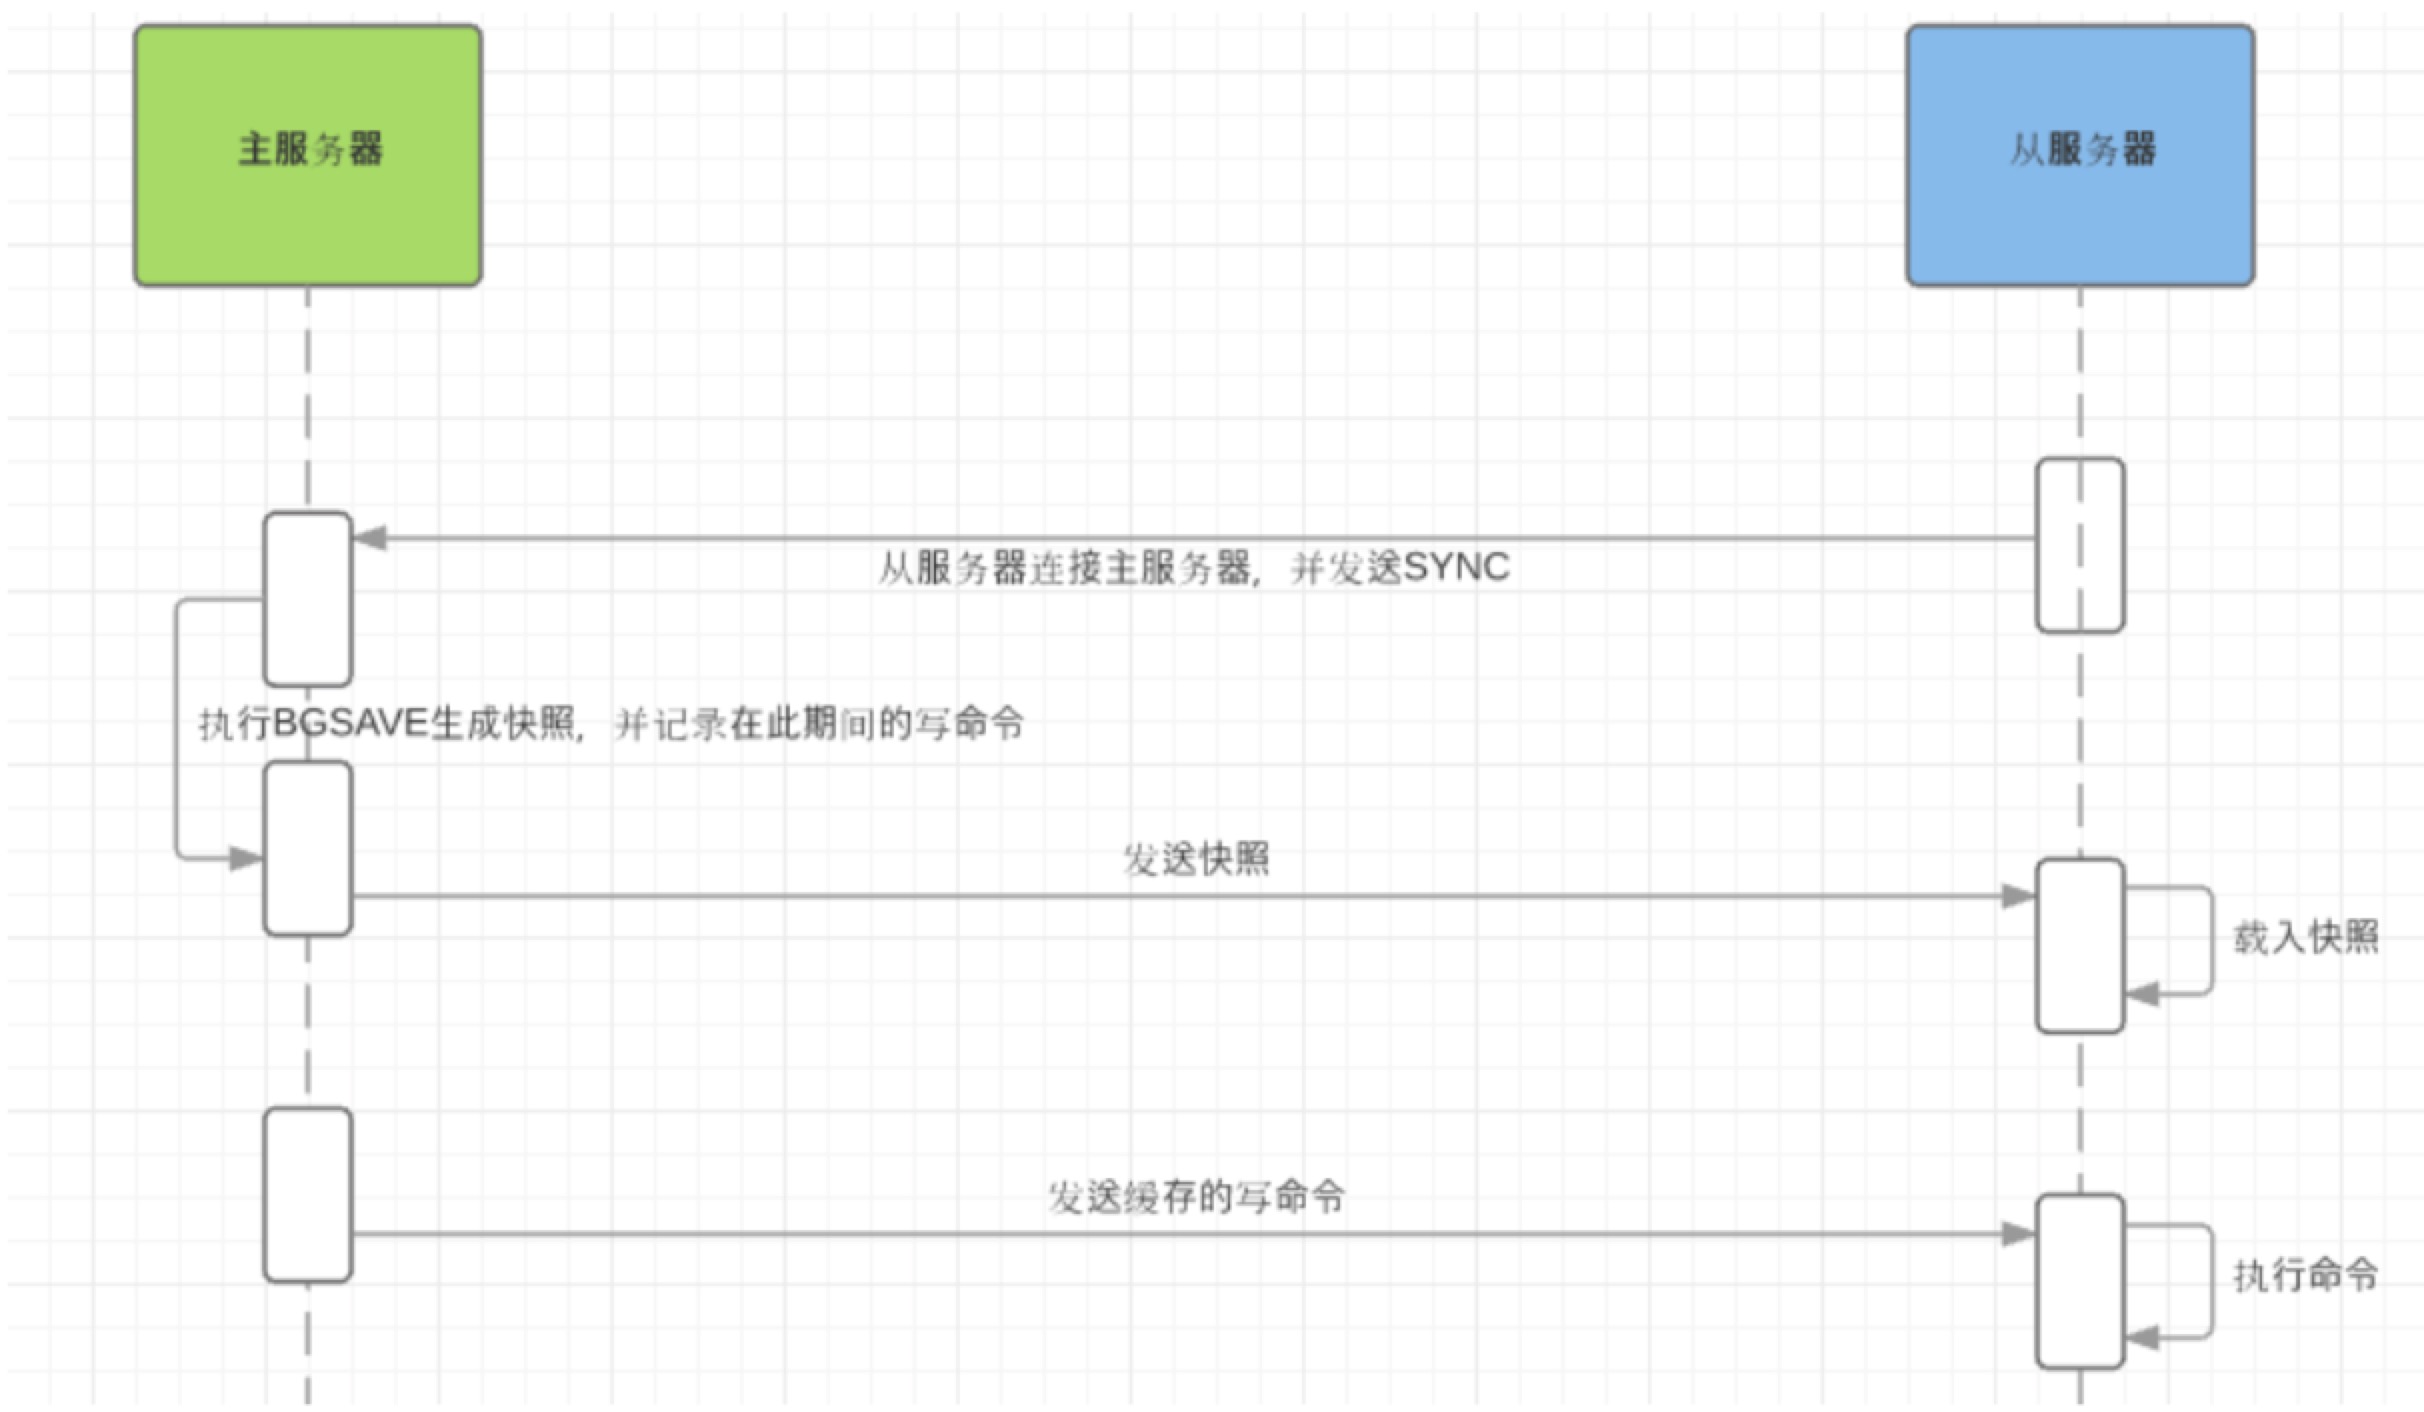 主服务器
从服务器
从服务器连接主服务器，并发送SYNC
执行BGSAVE生成快照，并记录在此期间的写命令
发送快照
载入快照
发送缓存的写命令
执行命令